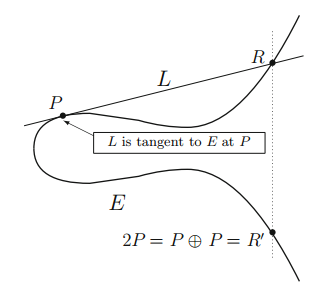 R
P
L
L is tangent to E at P
E
2P = P ⊕ P = R′